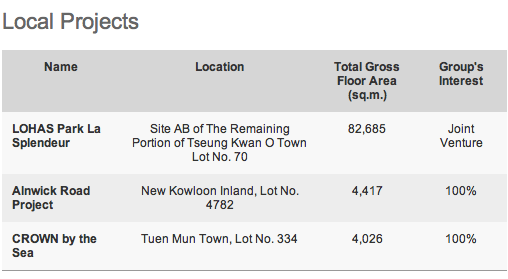 Local Projects
Name Location Total Gross Group's
Floor Area Interest
(sq.m.)
LOHAS Park La Site AB of The Remaining 82,685 Joint
Splendeur Portion of Tseung Kwan O Town Venture
Lot No. 70
Alnwick Road New Kowloon Inland, Lot No. 4,417 100%
Project 4782
CROWN by the Tuen Mun Town, Lot No. 334 4,026 100%
Sea